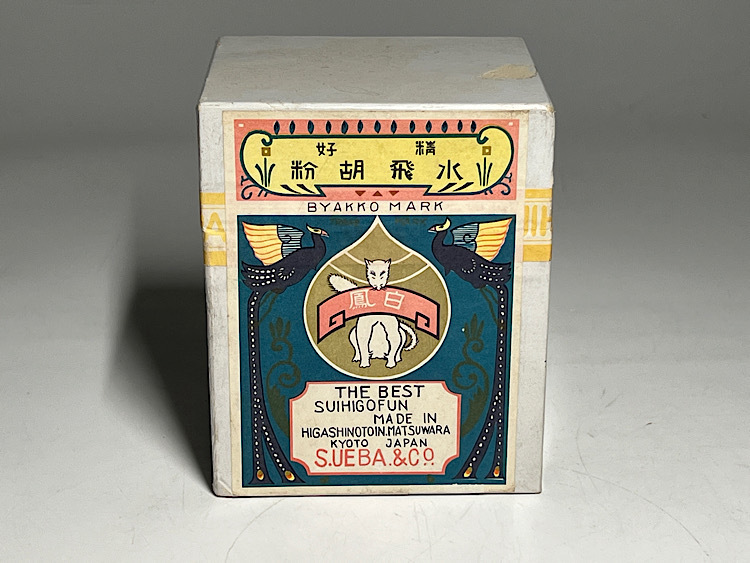 精好
水飛胡粉
BYAKKO MARK
白鳳
THE BEST
SUIHIGOFUN
MADE IN
HIGASHINOTOIN.MATSUWARA
KYOTO JAPAN
S.UEBA.&CO.